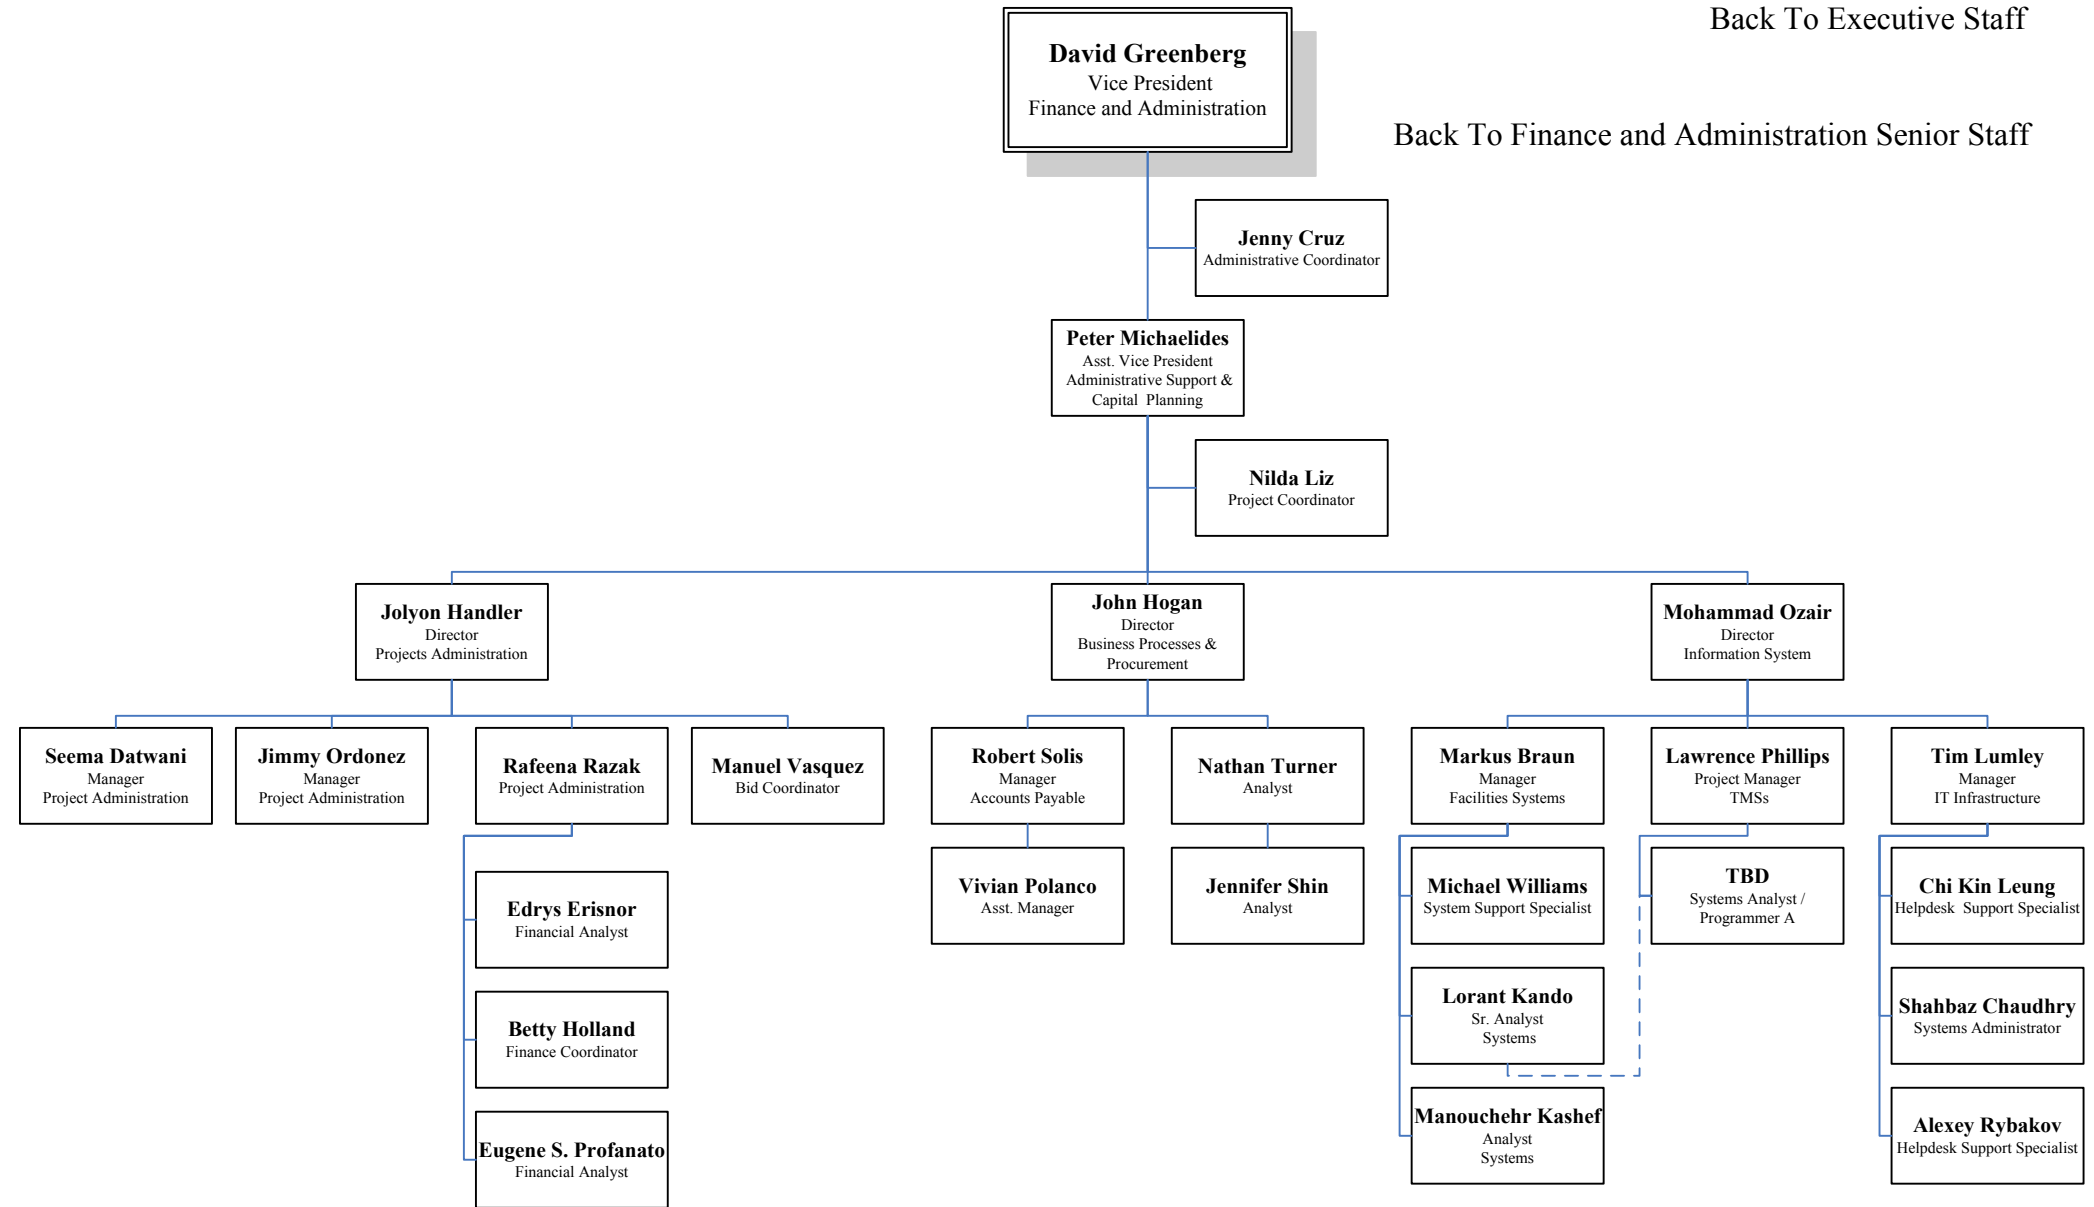 Back To Executive Staff
David Greenberg
Vice President
Finance and Administration
Back To Finance and Administration Senior Staff
Jenny Cruz
Administrative Coordinator
Peter Michaelides
Asst. Vice President
Administrative Support &
Capital Planning
Nilda Liz
Project Coordinator
Jolyon Handler
Director
Projects Administration
John Hogan
Director
Business Processes &
Procurement
Mohammad Ozair
Director
Information System
Seema Datwani
Manager
Project Administration
Jimmy Ordonez
Manager
Project Administration
Rafeena Razak
Project Administration
Manuel Vasquez
Bid Coordinator
Robert Solis
Manager
Accounts Payable
Nathan Turner
Analyst
Markus Braun
Manager
Facilities Systems
Lawrence Phillips
Project Manager
TMSs
Tim Lumley
Manager
IT Infrastructure
Edrys Erisnor
Financial Analyst
Betty Holland
Finance Coordinator
Eugene S. Profanato
Financial Analyst
Vivian Polanco
Asst. Manager
Jennifer Shin
Analyst
Michael Williams
System Support Specialist
Lorant Kando
Sr. Analyst
Systems
Manouchehr Kashef
Analyst
Systems
TBD
Systems Analyst /
Programmer A
Chi Kin Leung
Helpdesk Support Specialist
Shahbaz Chaudhry
Systems Administrator
Alexey Rybakov
Helpdesk Support Specialist